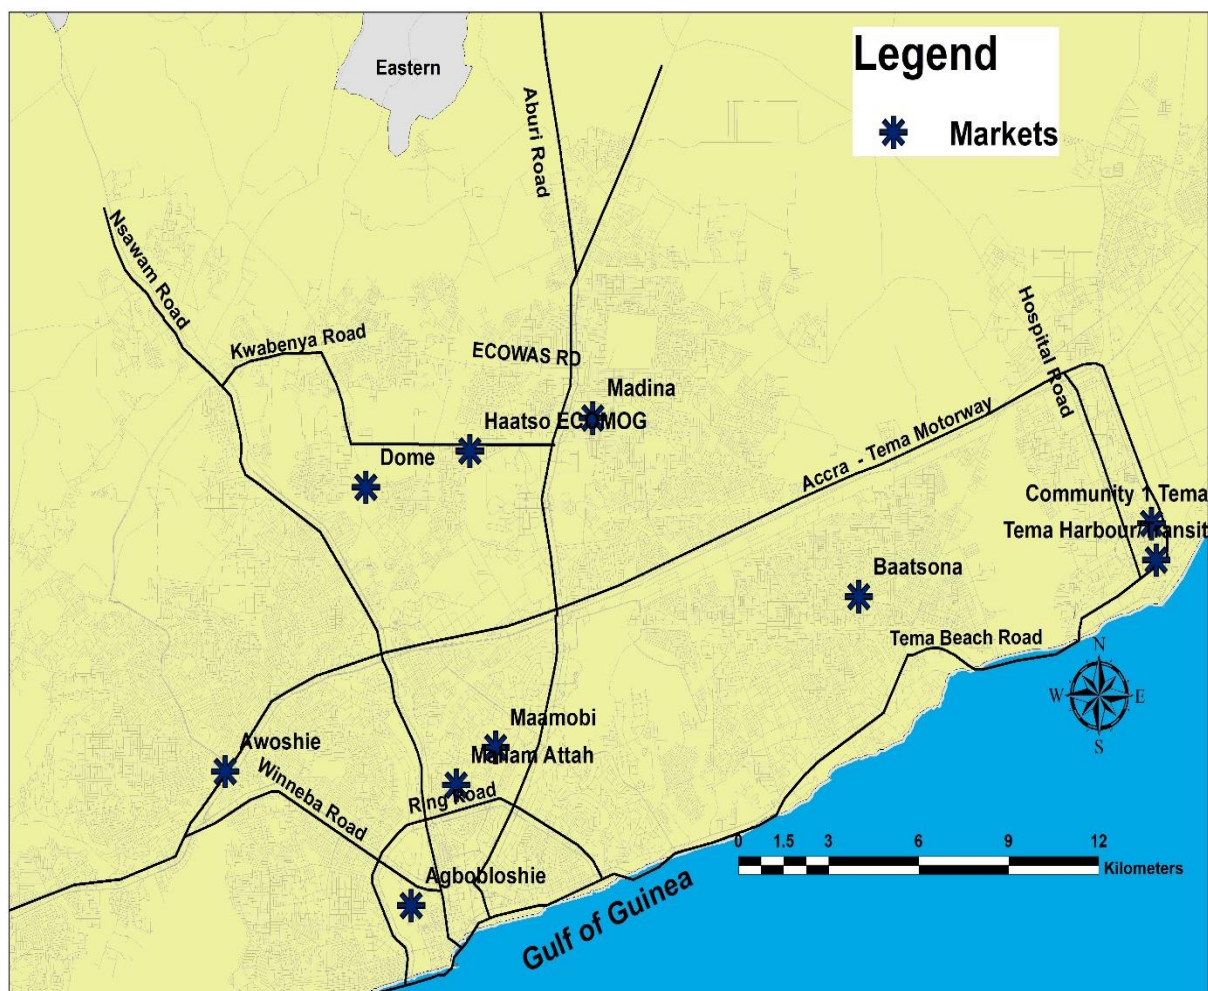 Legend
Markets
Eastern
Aburi Road
Nsawam Road
Kwabenya Road
ECOWAS RD
Hospital Road
Madina
Haatso ECOMOG
Dome
Accra - Tema Motorway
Community 1 Tema
Tema Harbour/Transit
Baatsona
Tema Beach Road
N
W
E
S
Maamobi
Mallam Attah
Awoshie
Winneba Road
Ring Road
0 1.5 3 6 9 12
Kilometers
Agbobloshie
Gulf of Guinea